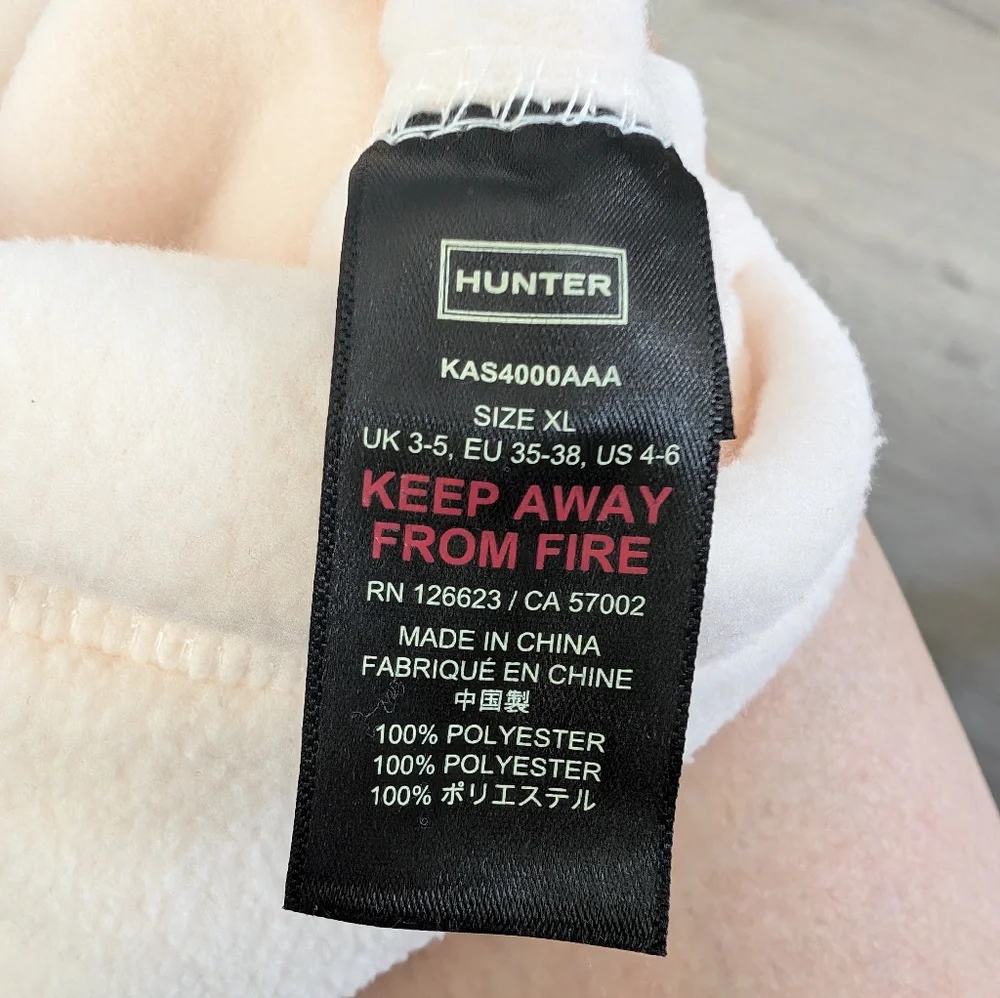 HUNTER
KAS4000AAA
SIZE XL
UK 3-5, EU 35-38, US 4-6
KEEP AWAY
FROM FIRE
RN 126623 / CA 57002
MADE IN CHINA
FABRIQUÉ EN CHINE
中国製
100% POLYESTER
100% POLYESTER
100% ポリエステル